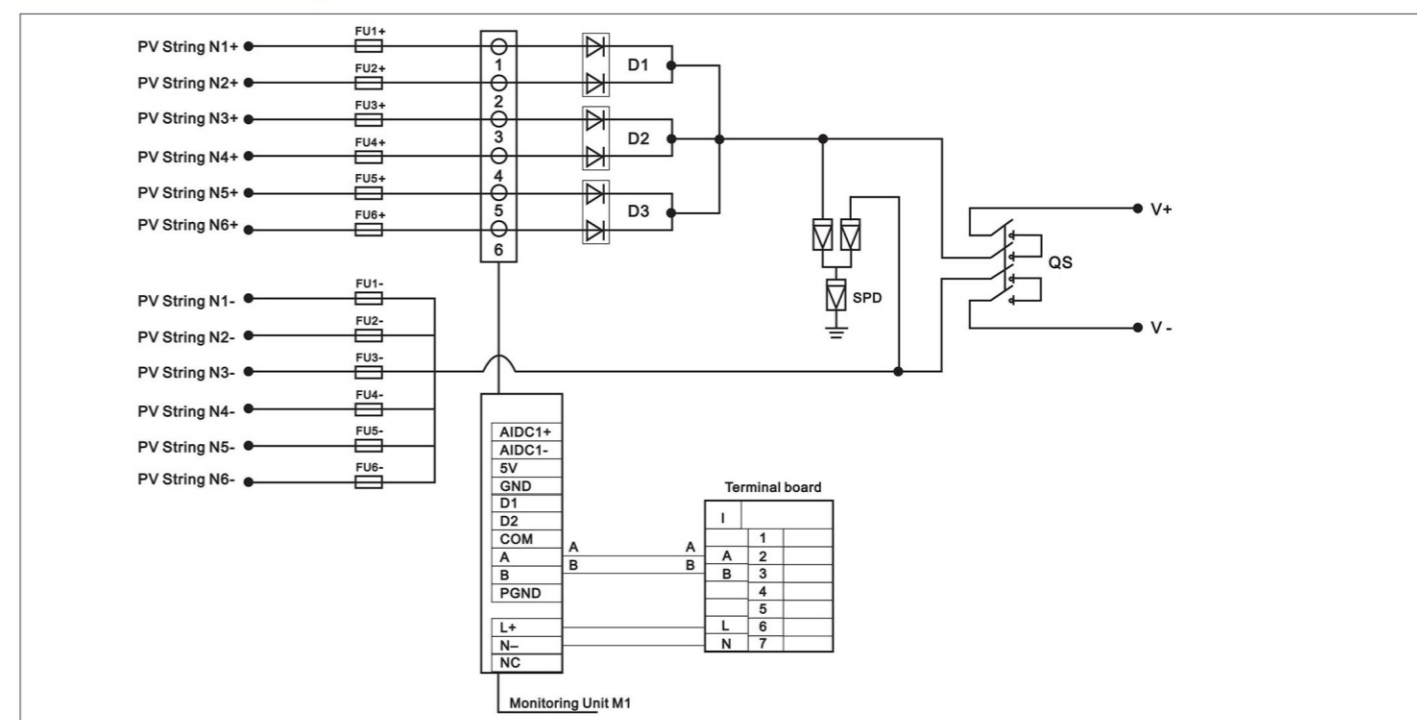 PV String N1+
FU1+
PV String N2+
FU2+
PV String N3+
FU3+
PV String N4+
FU4+
PV String N5+
FU5+
PV String N6+
FU6+
1
2
3
4
5
6
D1
D2
D3
SPD
QS
V+
V -
PV String N1-
FU1-
PV String N2-
FU2-
PV String N3-
FU3-
PV String N4-
FU4-
PV String N5-
FU5-
PV String N6-
FU6-
AIDC1+
AIDC1-
5V
GND
D1
D2
COM
A
B
PGND
L+
N–
NC
A A
B B
Terminal board
I
1
A 2
B 3
4
5
L 6
N 7
Monitoring Unit M1